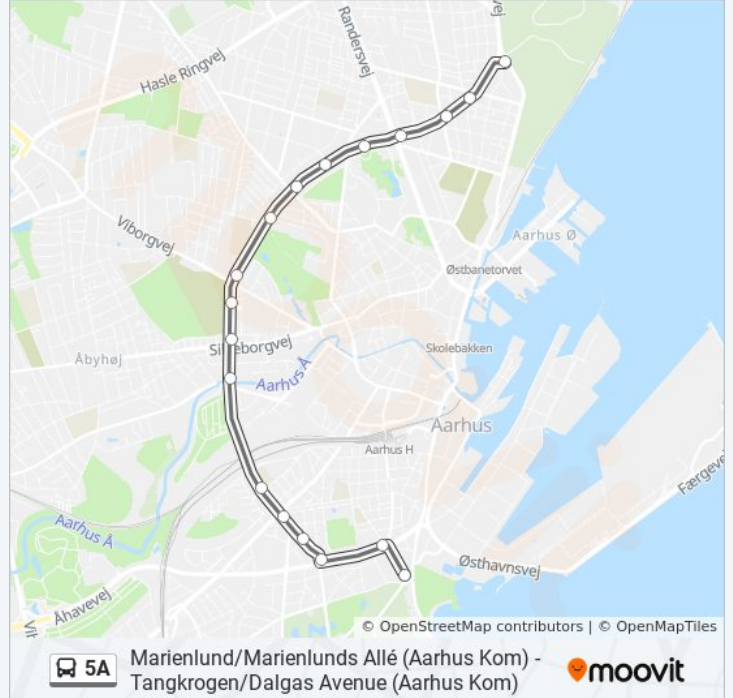 vej
Randersvej
Hasle Ringvej
Viborgvej
Aarhus Ø
Østbanetorvet
Silkeborgvej
Skolebakken
Åbyhøj
Aarhus Å
Aarhus
Aarhus H
Færgevej
Aarhus Å
Østhavnsvej
Åhavevej
© OpenStreetMap contributors | © OpenMapTiles
5A
Marienlund/Marienlunds Allé (Aarhus Kom) -
Tangkrogen/Dalgas Avenue (Aarhus Kom)
moovit